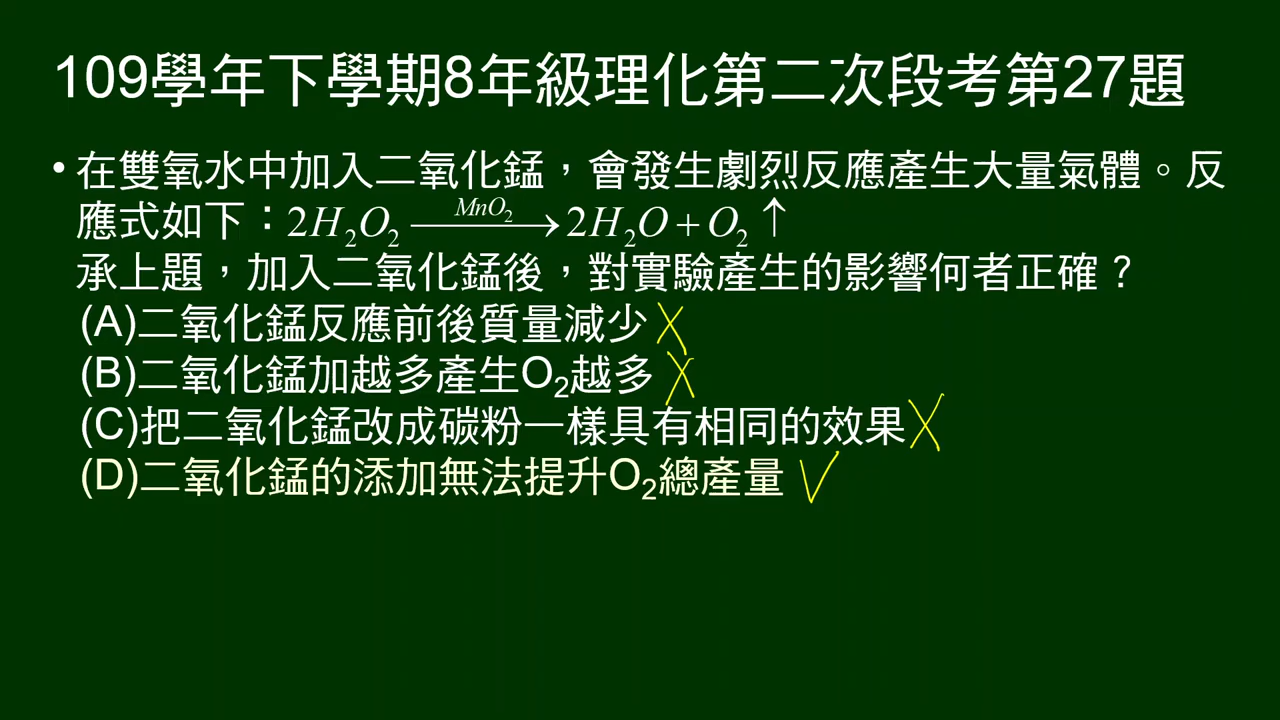 109學年下學期8年級理化第二次段考第27題
•在雙氧水中加入二氧化錳，會發生劇烈反應產生大量氣體。反
應式如下：2H₂O₂ —MnO₂→ 2H₂O + O₂ ↑
承上題，加入二氧化錳後，對實驗產生的影響何者正確？
(A)二氧化錳反應前後質量減少 X
(B)二氧化錳加越多產生O₂越多 X
(C)把二氧化錳改成碳粉一樣具有相同的效果 X
(D)二氧化錳的添加無法提升O₂總產量 ✓